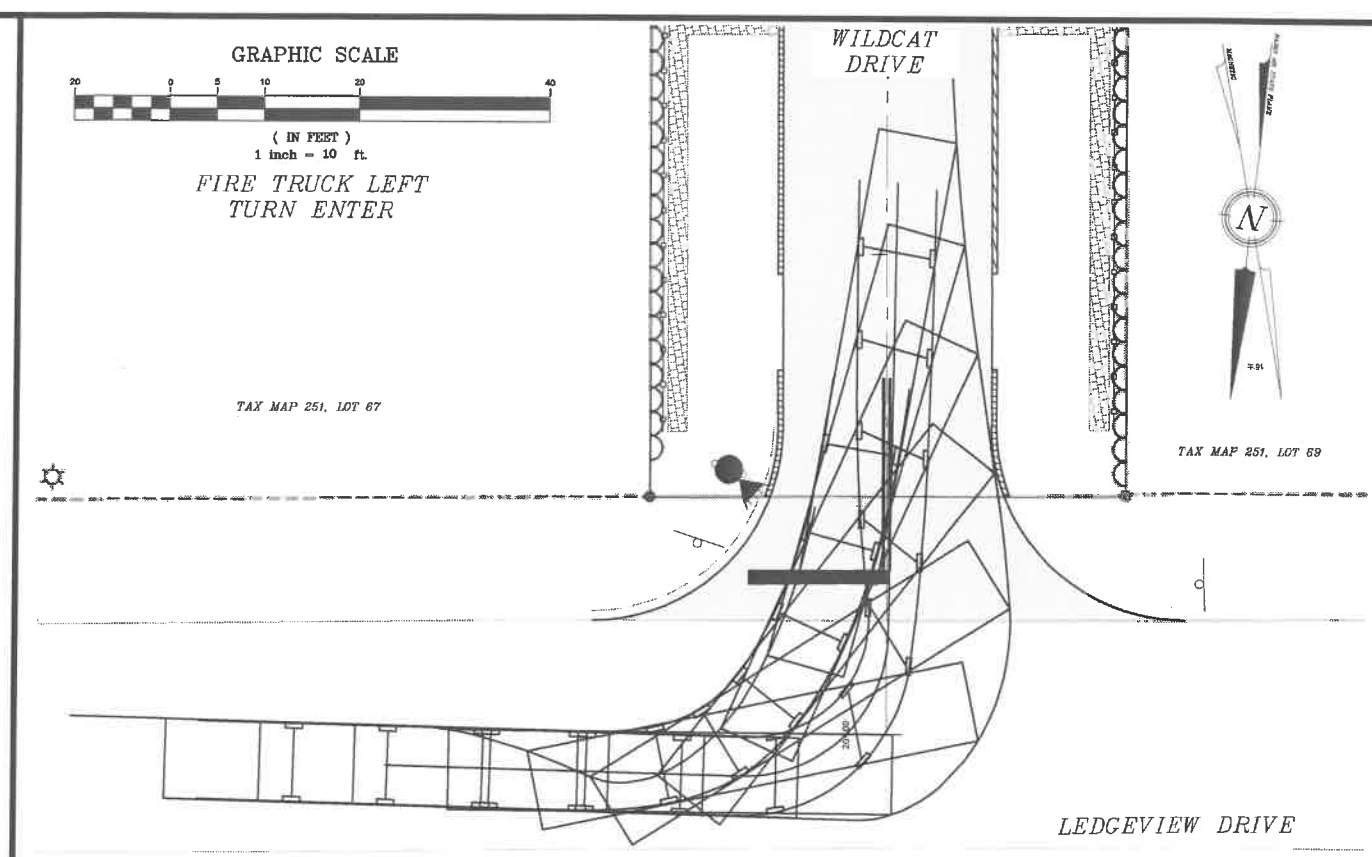 GRAPHIC SCALE
20 0 5 10 20 40
( IN FEET )
1 inch = 10 ft.
FIRE TRUCK LEFT
TURN ENTER
WILDCAT
DRIVE
TAX MAP 251, LOT 67
N
TAX MAP 251, LOT 69
LEDGEVIEW DRIVE